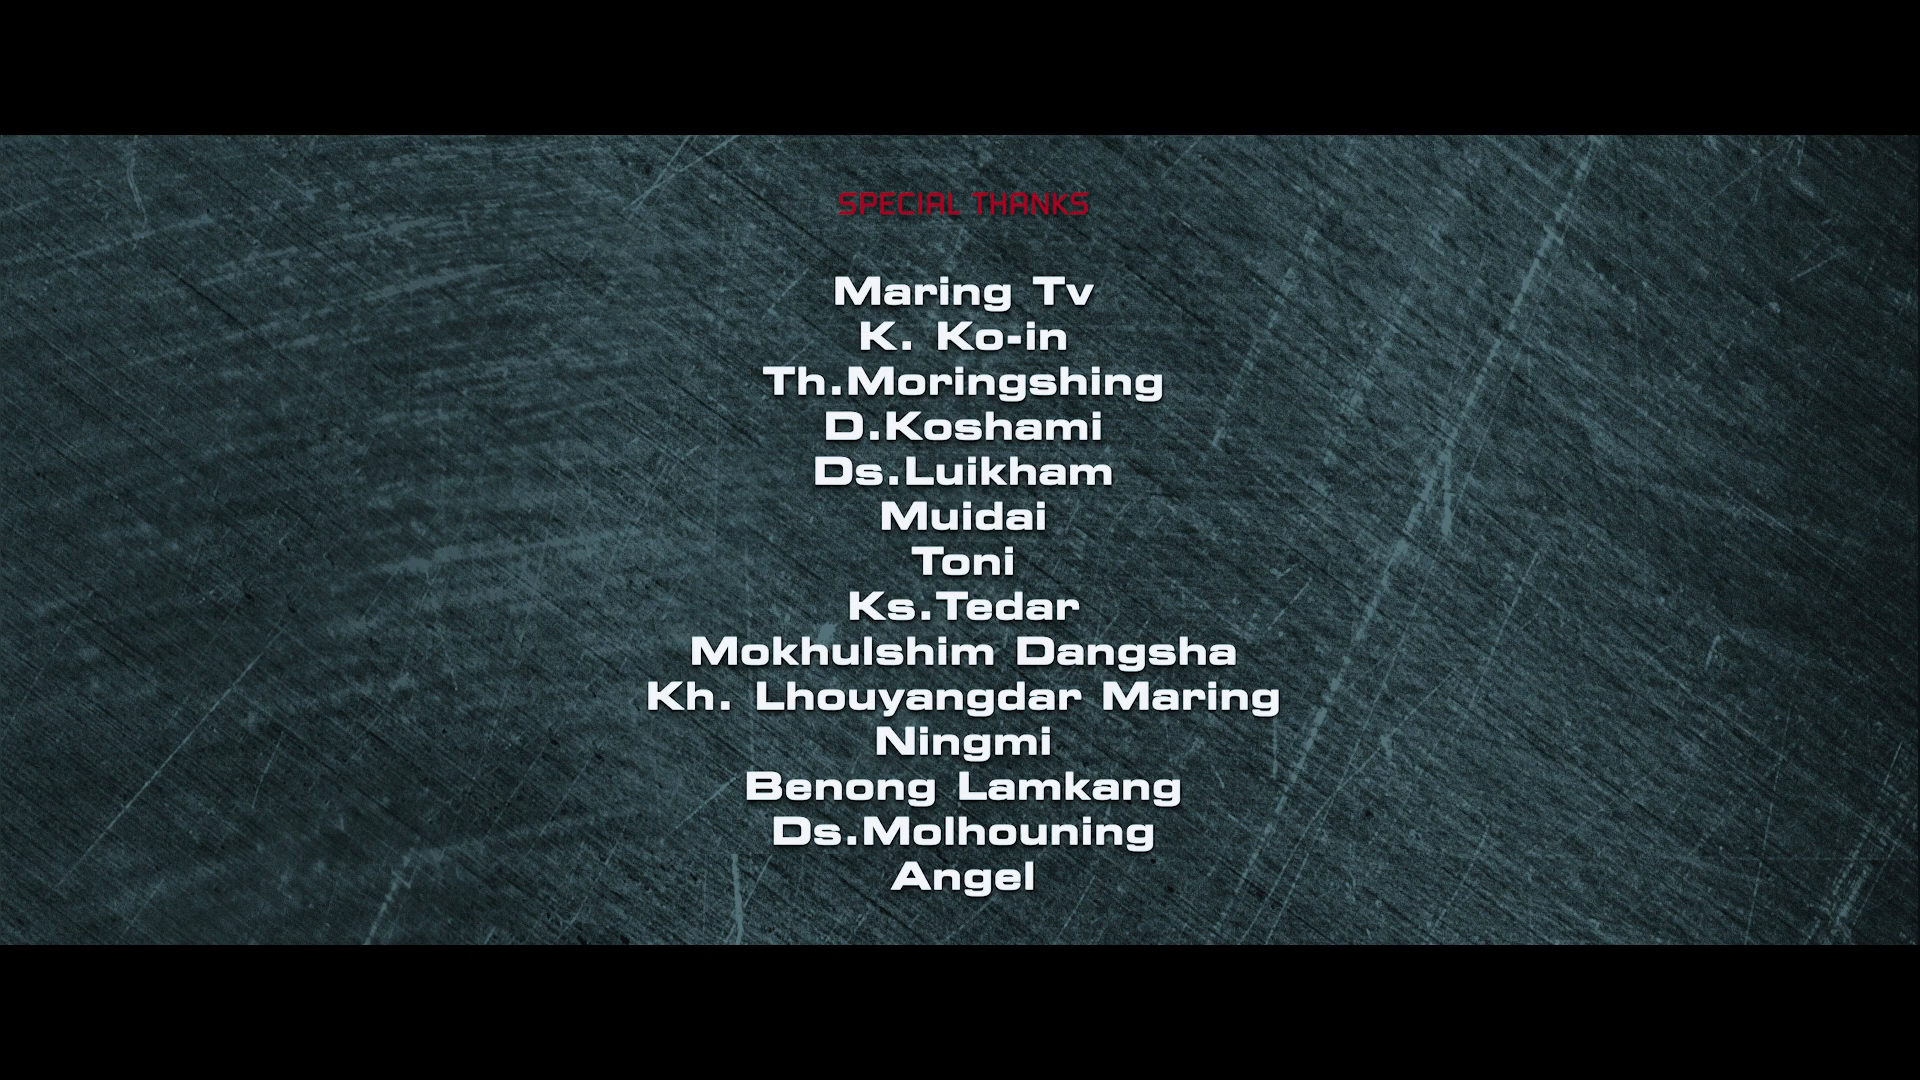 SPECIAL THANKS
Maring Tv
K. Ko-in
Th.Moringshing
D.Koshami
Ds.Luikham
Muidai
Toni
Ks.Tedar
Mokhulshim Dangsha
Kh. Lhouyangdar Maring
Ningmi
Benong Lamkang
Ds.Molhouning
Angel